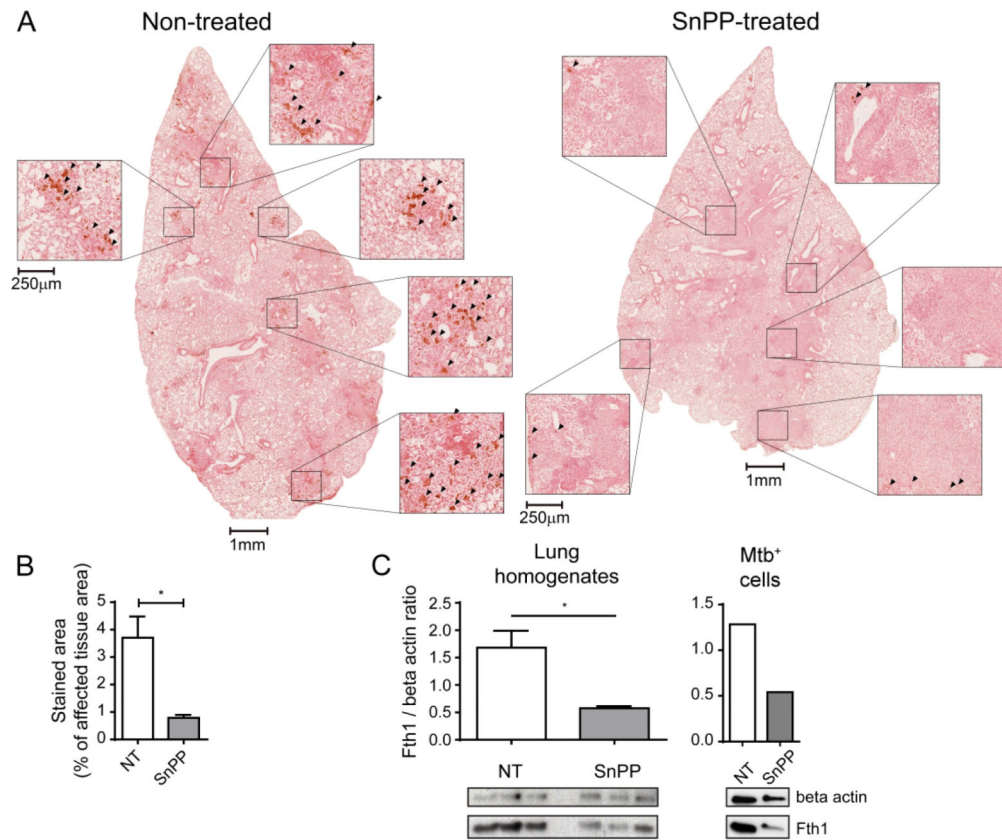 A
Non-treated
SnPP-treated
250μm
1mm
250μm
1mm
B
Stained area
(% of affected tissue area)
5
4
3
2
1
0
*
NT
SnPP
C
Lung
homogenates
Fth1 / beta actin ratio
2.5
2.0
1.5
1.0
0.5
0.0
*
NT
SnPP
Mtb⁺
cells
1.5
1.0
0.5
0.0
NT
SnPP
beta actin
Fth1